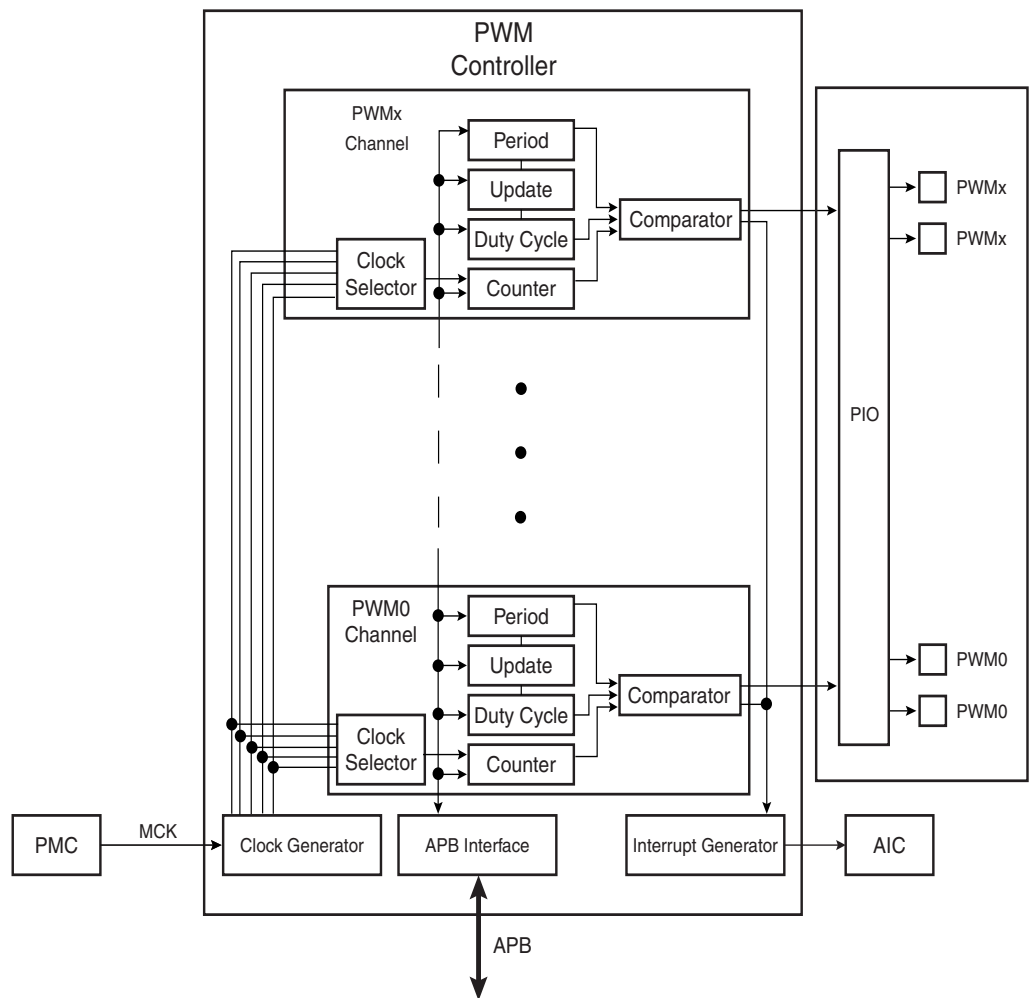 PWM
Controller
PWMx
Channel
Period
Update
Duty Cycle
Counter
Clock
Selector
Comparator
PIO
PWMx
PWMx
PWM0
Channel
Period
Update
Duty Cycle
Counter
Clock
Selector
Comparator
PWM0
PWM0
PMC
MCK
Clock Generator
APB Interface
Interrupt Generator
AIC
APB